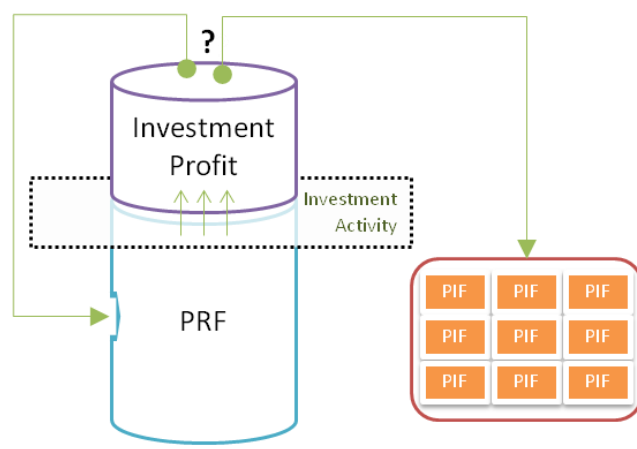 ?
Investment
Profit
Investment
Activity
PRF
PIF PIF PIF
PIF PIF PIF
PIF PIF PIF